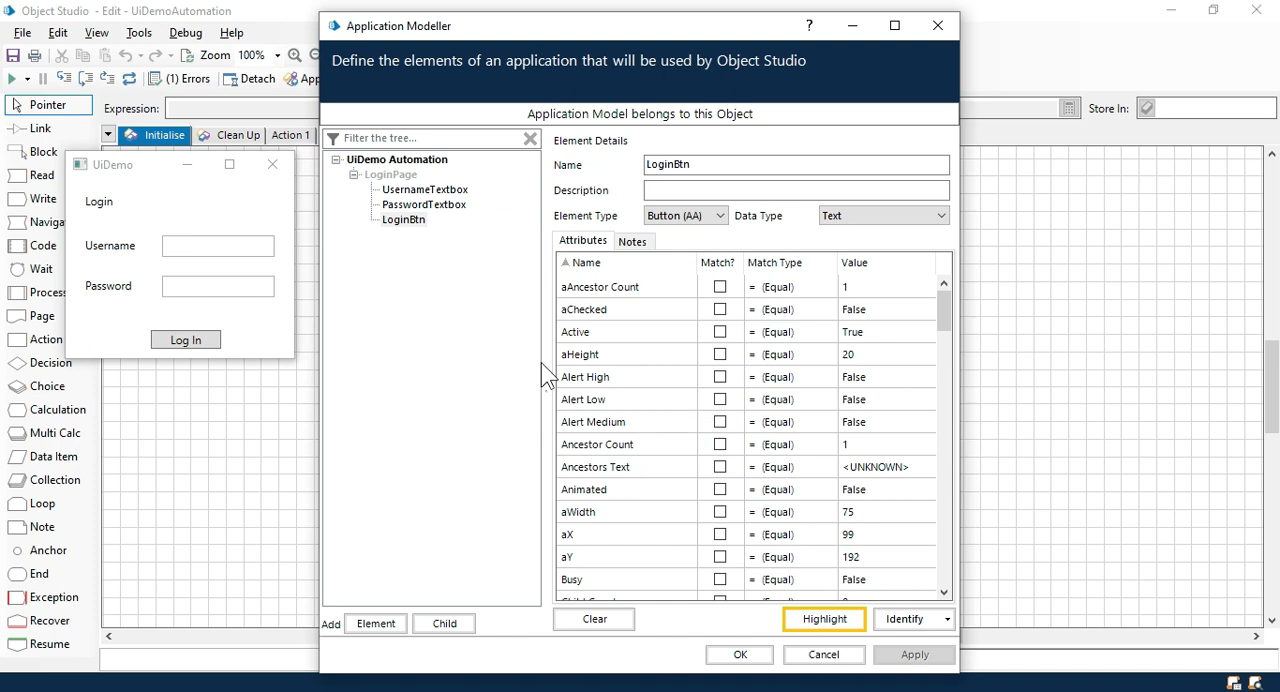 Object Studio - Edit - UiDemoAutomation
File Edit View Tools Debug Help
Zoom 100%
(1) Errors Detach App
Pointer
Expression:
Store In:
Link
Initialise Clean Up Action 1
Block
Read
Write
Naviga
Code
Wait
Process
Page
Action
Decision
Choice
Calculation
Multi Calc
Data Item
Collection
Loop
Note
Anchor
End
Exception
Recover
Resume
UiDemo
Login
Username
Password
Log In
Application Modeller
?
Define the elements of an application that will be used by Object Studio
Application Model belongs to this Object
Filter the tree...
UiDemo Automation
LoginPage
UsernameTextbox
PasswordTextbox
LoginBtn
Add Element Child
Element Details
Name LoginBtn
Description
Element Type Button (AA) Data Type Text
Attributes Notes
Name Match? Match Type Value
aAncestor Count = (Equal) 1
aChecked = (Equal) False
Active = (Equal) True
aHeight = (Equal) 20
Alert High = (Equal) False
Alert Low = (Equal) False
Alert Medium = (Equal) False
Ancestor Count = (Equal) 1
Ancestors Text = (Equal) <UNKNOWN>
Animated = (Equal) False
aWidth = (Equal) 75
aX = (Equal) 99
aY = (Equal) 192
Busy = (Equal) False
Clear Highlight Identify
OK Cancel Apply